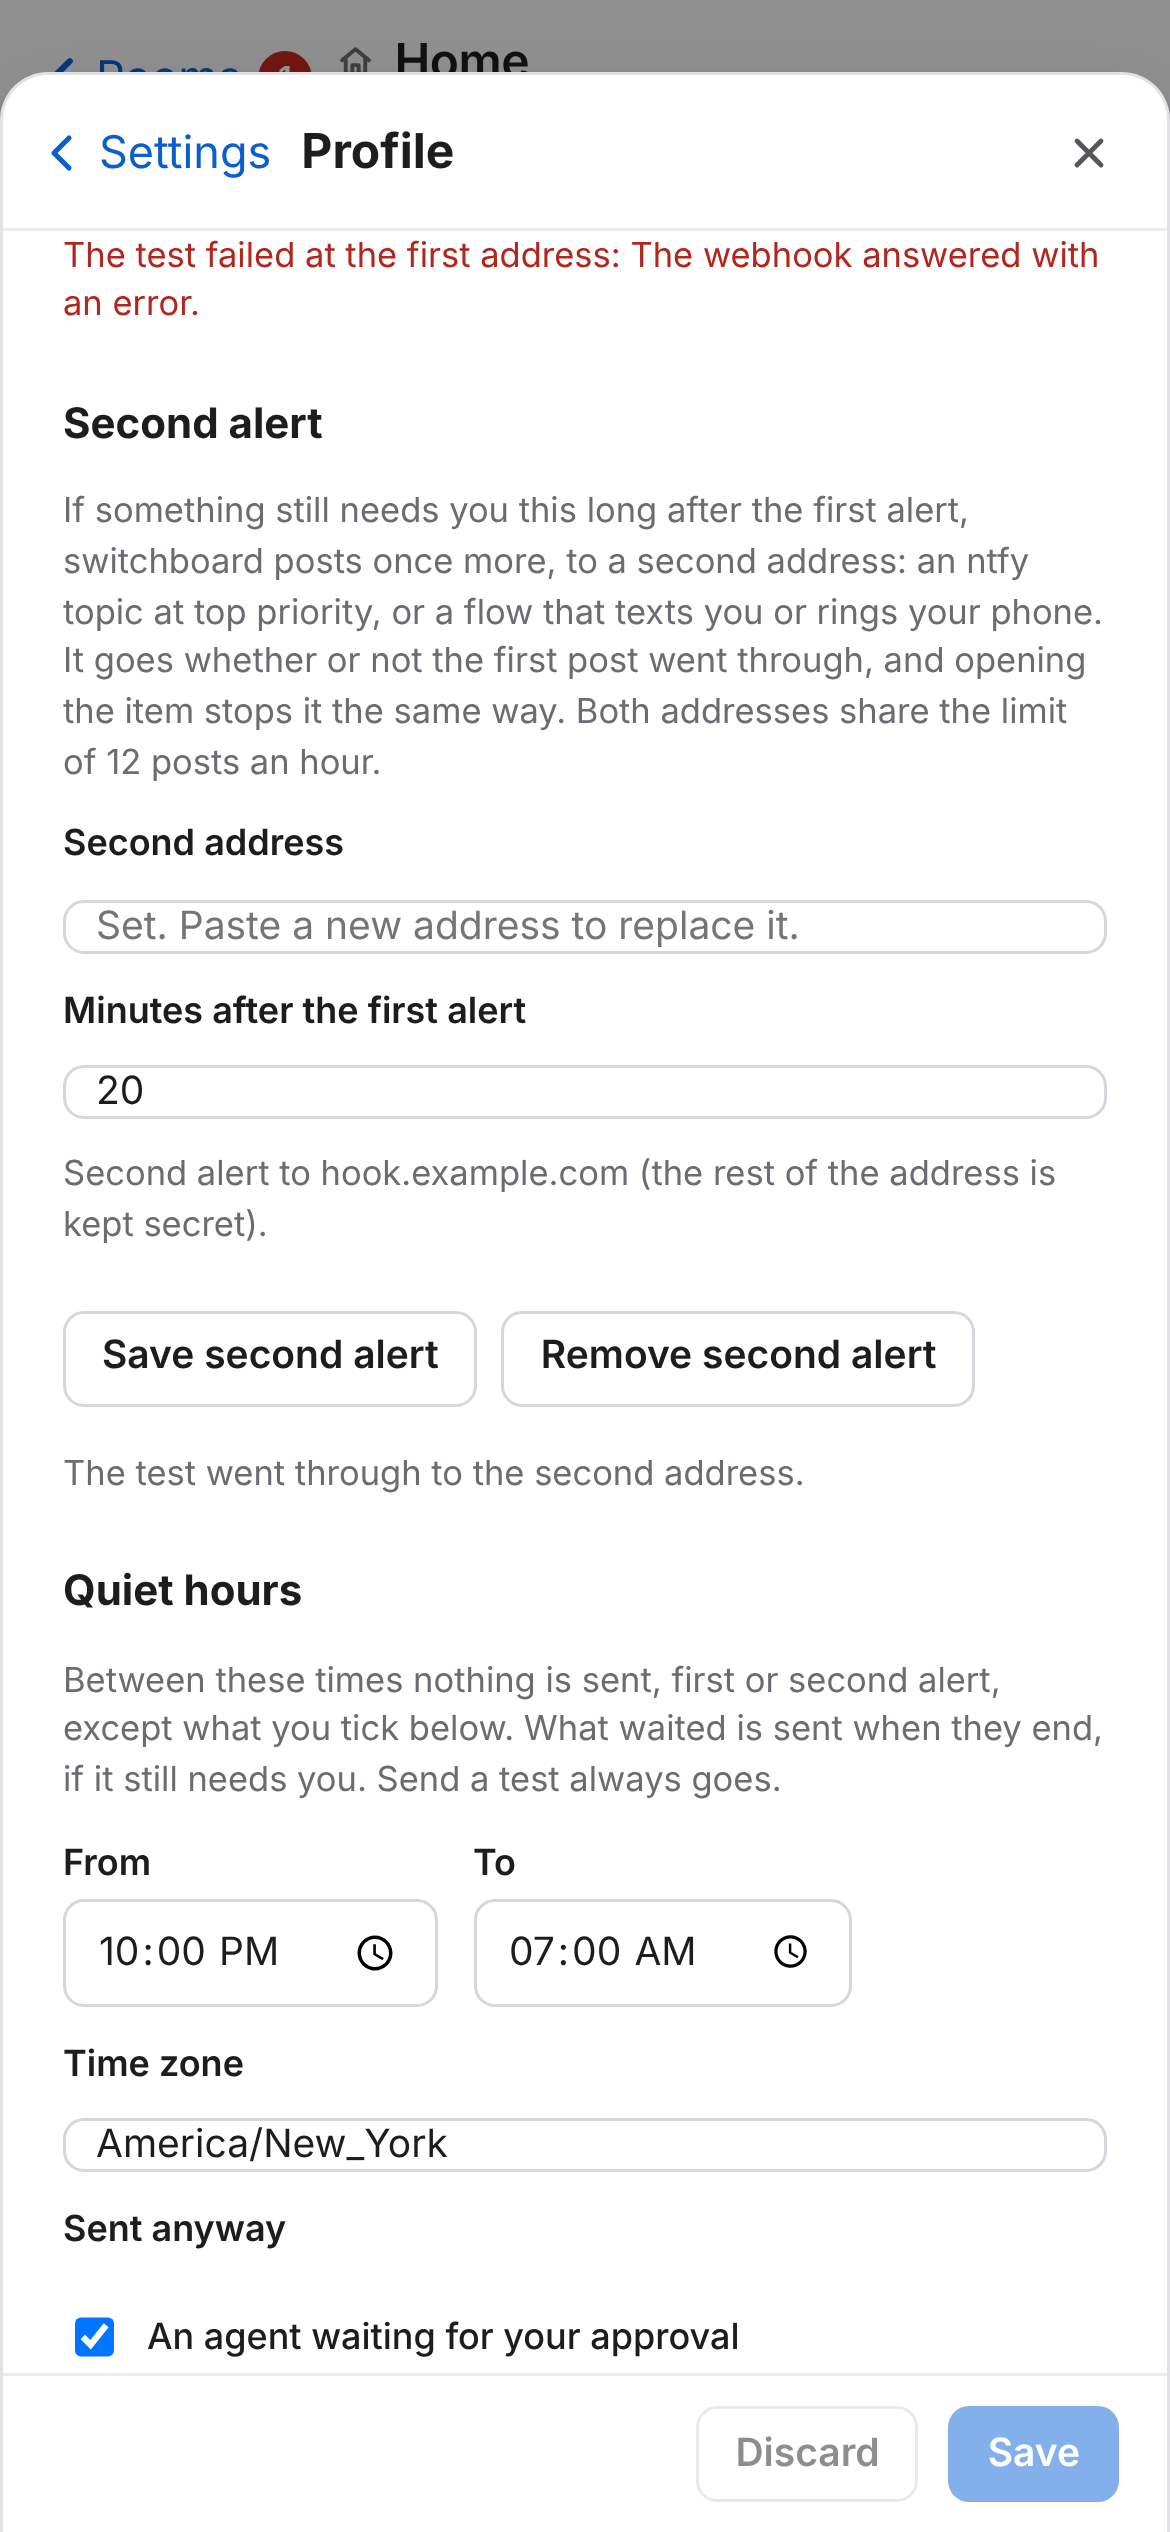 Rooms 1 Home
Settings Profile
The test failed at the first address: The webhook answered with
an error.
Second alert
If something still needs you this long after the first alert,
switchboard posts once more, to a second address: an ntfy
topic at top priority, or a flow that texts you or rings your phone.
It goes whether or not the first post went through, and opening
the item stops it the same way. Both addresses share the limit
of 12 posts an hour.
Second address
Set. Paste a new address to replace it.
Minutes after the first alert
20
Second alert to hook.example.com (the rest of the address is
kept secret).
Save second alert Remove second alert
The test went through to the second address.
Quiet hours
Between these times nothing is sent, first or second alert,
except what you tick below. What waited is sent when they end,
if it still needs you. Send a test always goes.
From To
10:00 PM 07:00 AM
Time zone
America/New_York
Sent anyway
An agent waiting for your approval
Discard Save